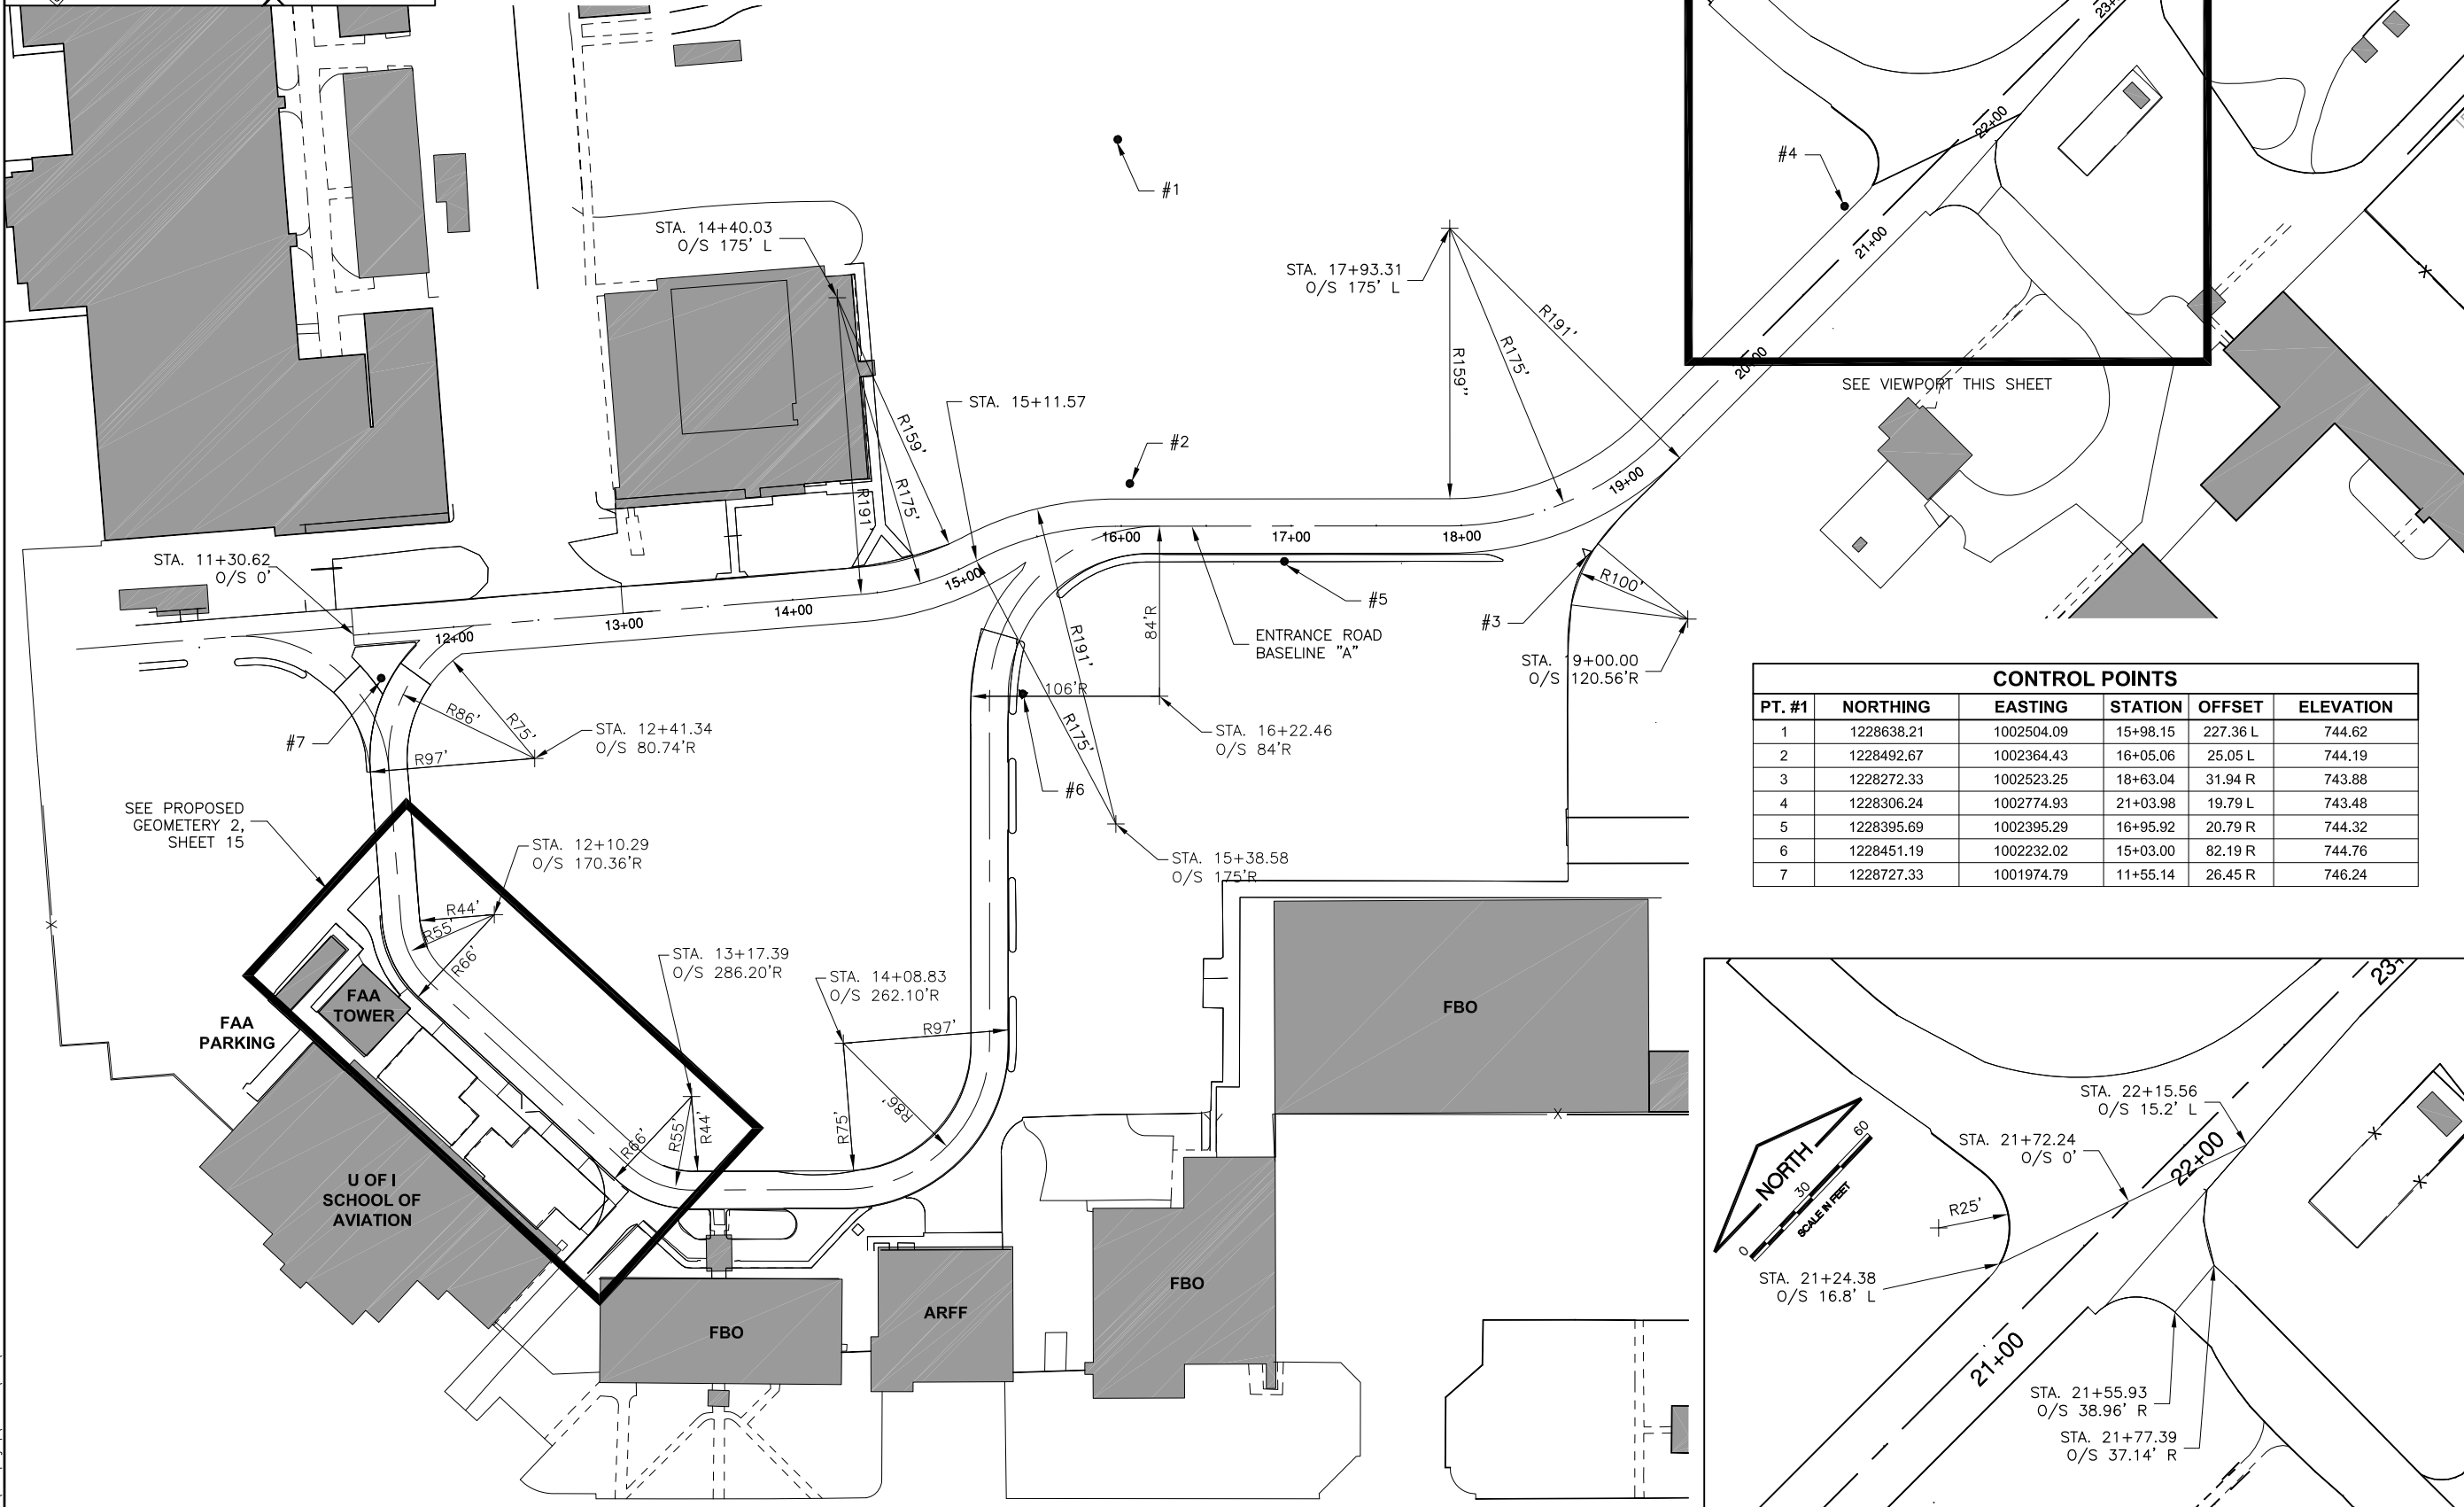 #1
STA. 14+40.03
O/S 175' L
STA. 17+93.31
O/S 175' L
R191'
R175'
R159"
#4
22+00
21+00
20+00
SEE VIEWPORT THIS SHEET
STA. 15+11.57
R159'
R175'
R191'
#2
19+00
16+00
17+00
18+00
STA. 11+30.62
O/S 0'
12+00
13+00
14+00
15+00
#5
84'R
ENTRANCE ROAD
BASELINE "A"
R100'
#3
STA. 19+00.00
O/S 120.56'R
R191'
106'R
R175'
R86'
R75'
#7
R97'
STA. 12+41.34
O/S 80.74'R
STA. 16+22.46
O/S 84'R
#6
SEE PROPOSED
GEOMETERY 2,
SHEET 15
STA. 12+10.29
O/S 170.36'R
STA. 15+38.58
O/S 175'R
R44'
R55'
R66'
STA. 13+17.39
O/S 286.20'R
STA. 14+08.83
O/S 262.10'R
R97'
R75'
R86'
R66'
R55'
R44'
FAA
TOWER
FAA
PARKING
U OF I
SCHOOL OF
AVIATION
FBO
ARFF
FBO
FBO
CONTROL POINTS
PT. #1 NORTHING EASTING STATION OFFSET ELEVATION
1 1228638.21 1002504.09 15+98.15 227.36 L 744.62
2 1228492.67 1002364.43 16+05.06 25.05 L 744.19
3 1228272.33 1002523.25 18+63.04 31.94 R 743.88
4 1228306.24 1002774.93 21+03.98 19.79 L 743.48
5 1228395.69 1002395.29 16+95.92 20.79 R 744.32
6 1228451.19 1002232.02 15+03.00 82.19 R 744.76
7 1228727.33 1001974.79 11+55.14 26.45 R 746.24
STA. 22+15.56
O/S 15.2' L
STA. 21+72.24
O/S 0'
22+00
NORTH
0
30
60
SCALE IN FEET
R25'
STA. 21+24.38
O/S 16.8' L
21+00
STA. 21+55.93
O/S 38.96' R
STA. 21+77.39
O/S 37.14' R